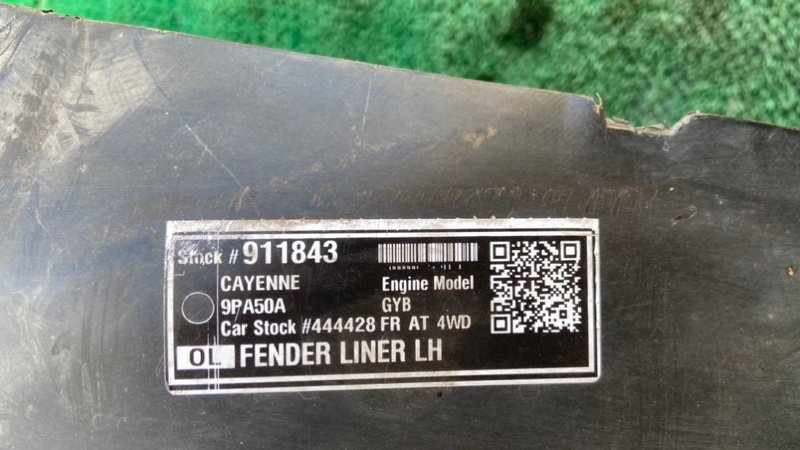 Stock # 911843
CAYENNE Engine Model
9PA50A GYB
Car Stock #444428 FR AT 4WD
OL FENDER LINER LH